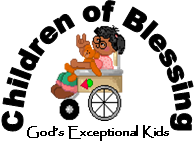 Children of Blessing
God's Exceptional Kids